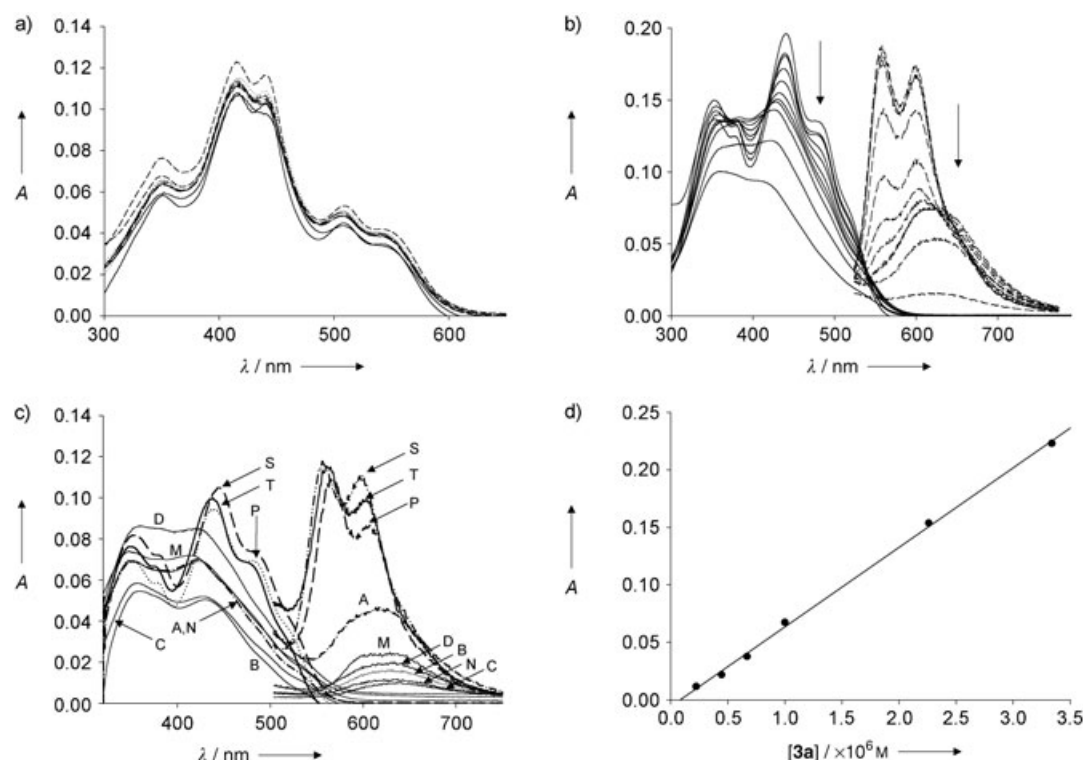 a)
0.14
0.12
0.10
0.08
0.06
0.04
0.02
0.00
A
300 400 500 600
λ / nm
b)
0.20
0.15
0.10
0.05
0.00
A
300 400 500 600 700
λ / nm
c)
0.14
0.12
0.10
0.08
0.06
0.04
0.02
0.00
A
S
T
P
D
M
C
A,N
B
S
T
P
A
M
D
B
N
C
400 500 600 700
λ / nm
d)
0.25
0.20
0.15
0.10
0.05
0.00
A
0.0 0.5 1.0 1.5 2.0 2.5 3.0 3.5
[3a] / ×10⁶ M